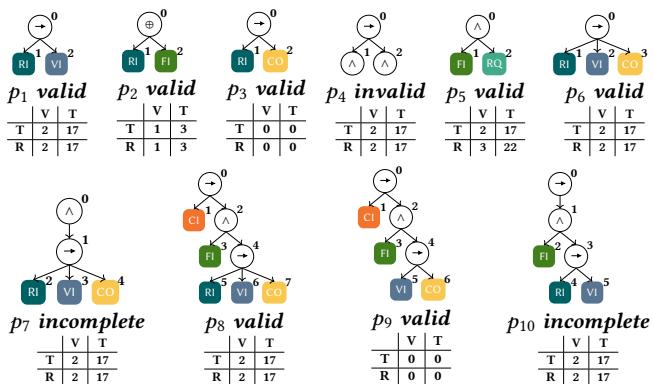 → 0
RI 1 VI 2
p1 valid
V T
T 2 17
R 2 17
⊕ 0
RI 1 FI 2
p2 valid
V T
T 1 3
R 1 3
→ 0
RI 1 CO 2
p3 valid
V T
T 0 0
R 0 0
→ 0
∧ 1 ∧ 2
p4 invalid
V T
T 2 17
R 2 17
∧ 0
FI 1 RQ 2
p5 valid
V T
T 2 17
R 3 22
→ 0
RI 1 VI 2 CO 3
p6 valid
V T
T 2 17
R 2 17
∧ 0
→ 1
RI 2 VI 3 CO 4
p7 incomplete
V T
T 2 17
R 2 17
→ 0
CI 1 ∧ 2
FI 3 → 4
RI 5 VI 6 CO 7
p8 valid
V T
T 2 17
R 2 17
→ 0
CI 1 ∧ 2
FI 3 → 4
VI 5 CO 6
p9 valid
V T
T 0 0
R 0 0
→ 0
∧ 1
FI 2 → 3
RI 4 VI 5
p10 incomplete
V T
T 2 17
R 2 17